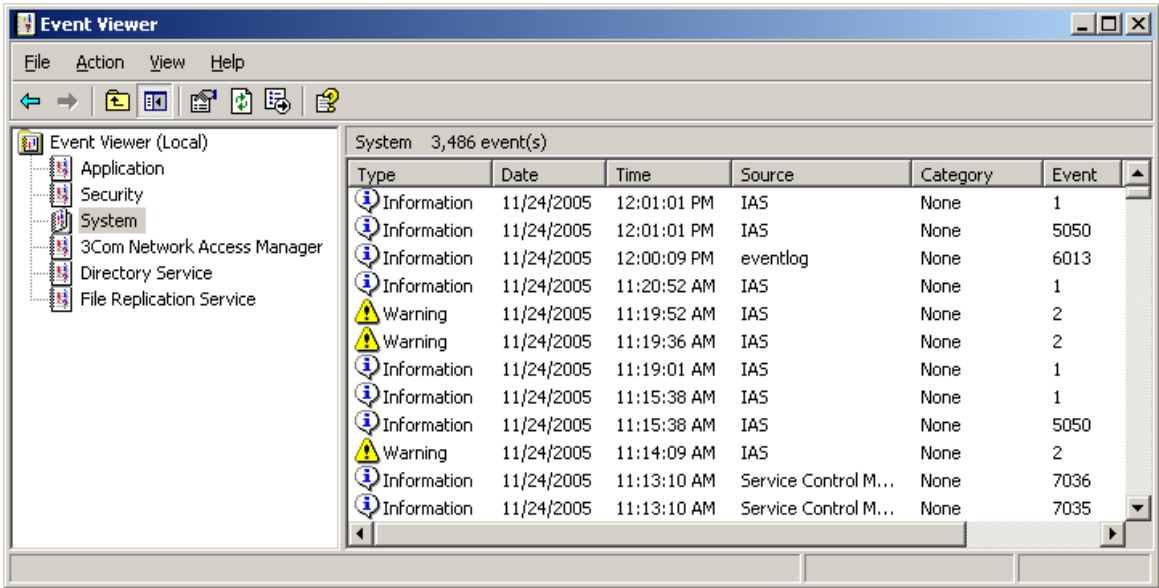 Event Viewer
File Action View Help
Event Viewer (Local)
Application
Security
System
3Com Network Access Manager
Directory Service
File Replication Service
System 3,486 event(s)
Type Date Time Source Category Event
Information 11/24/2005 12:01:01 PM IAS None 1
Information 11/24/2005 12:01:01 PM IAS None 5050
Information 11/24/2005 12:00:09 PM eventlog None 6013
Information 11/24/2005 11:20:52 AM IAS None 1
Warning 11/24/2005 11:19:52 AM IAS None 2
Warning 11/24/2005 11:19:36 AM IAS None 2
Information 11/24/2005 11:19:01 AM IAS None 1
Information 11/24/2005 11:15:38 AM IAS None 1
Information 11/24/2005 11:15:38 AM IAS None 5050
Warning 11/24/2005 11:14:09 AM IAS None 2
Information 11/24/2005 11:13:10 AM Service Control M... None 7036
Information 11/24/2005 11:13:10 AM Service Control M... None 7035